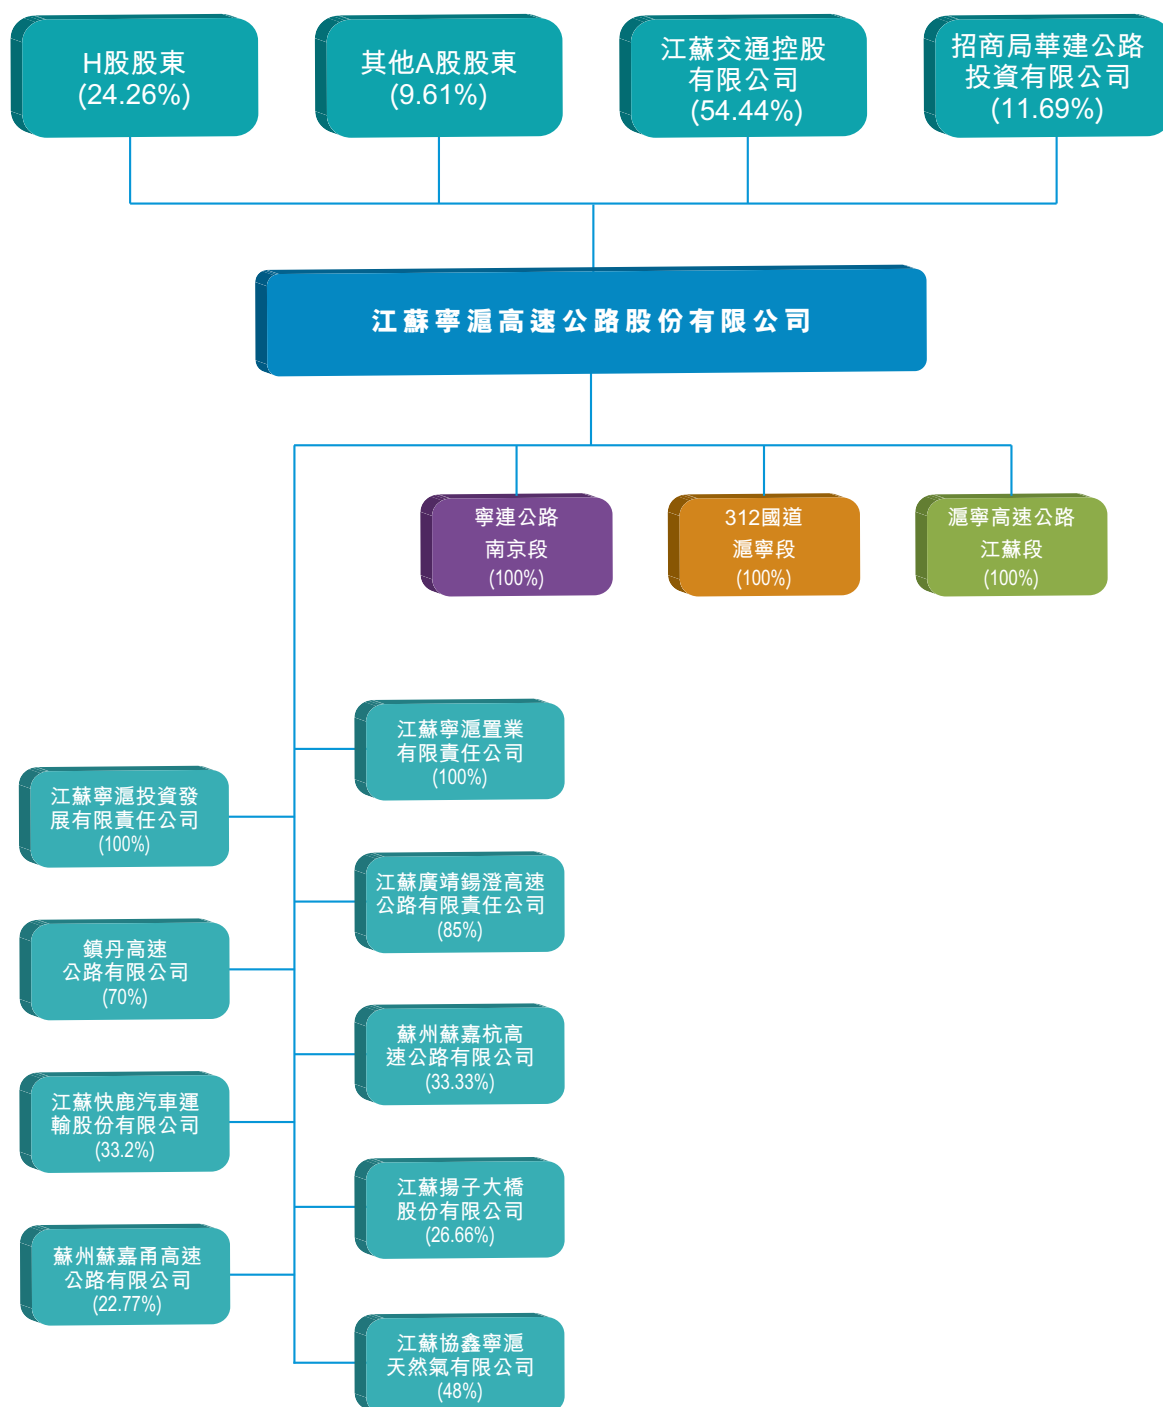 H股股東
(24.26%)
其他A股股東
(9.61%)
江蘇交通控股
有限公司
(54.44%)
招商局華建公路
投資有限公司
(11.69%)
江蘇寧滬高速公路股份有限公司
寧連公路
南京段
(100%)
312國道
滬寧段
(100%)
滬寧高速公路
江蘇段
(100%)
江蘇寧滬置業
有限責任公司
(100%)
江蘇寧滬投資發
展有限責任公司
(100%)
江蘇廣靖錫澄高速
公路有限責任公司
(85%)
鎮丹高速
公路有限公司
(70%)
蘇州蘇嘉杭高
速公路有限公司
(33.33%)
江蘇快鹿汽車運
輸股份有限公司
(33.2%)
江蘇揚子大橋
股份有限公司
(26.66%)
蘇州蘇嘉甬高速
公路有限公司
(22.77%)
江蘇協鑫寧滬
天然氣有限公司
(48%)